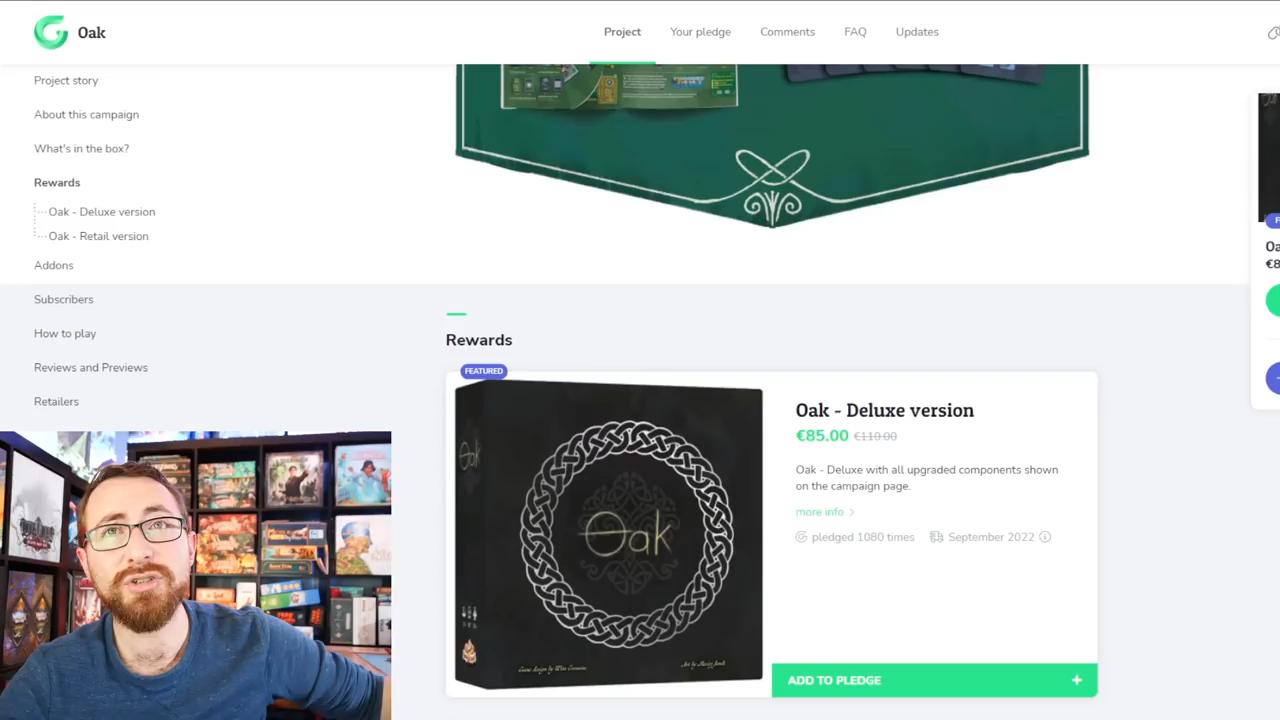 Oak
Project
Your pledge
Comments
FAQ
Updates
Project story
About this campaign
What's in the box?
Rewards
Oak - Deluxe version
Oak - Retail version
Addons
Subscribers
How to play
Reviews and Previews
Retailers
Rewards
FEATURED
Oak
Oak
Oak - Deluxe version
€85.00 €110.00
Oak - Deluxe with all upgraded components shown
on the campaign page.
more info
pledged 1080 times
September 2022
ADD TO PLEDGE +
Oa
€8